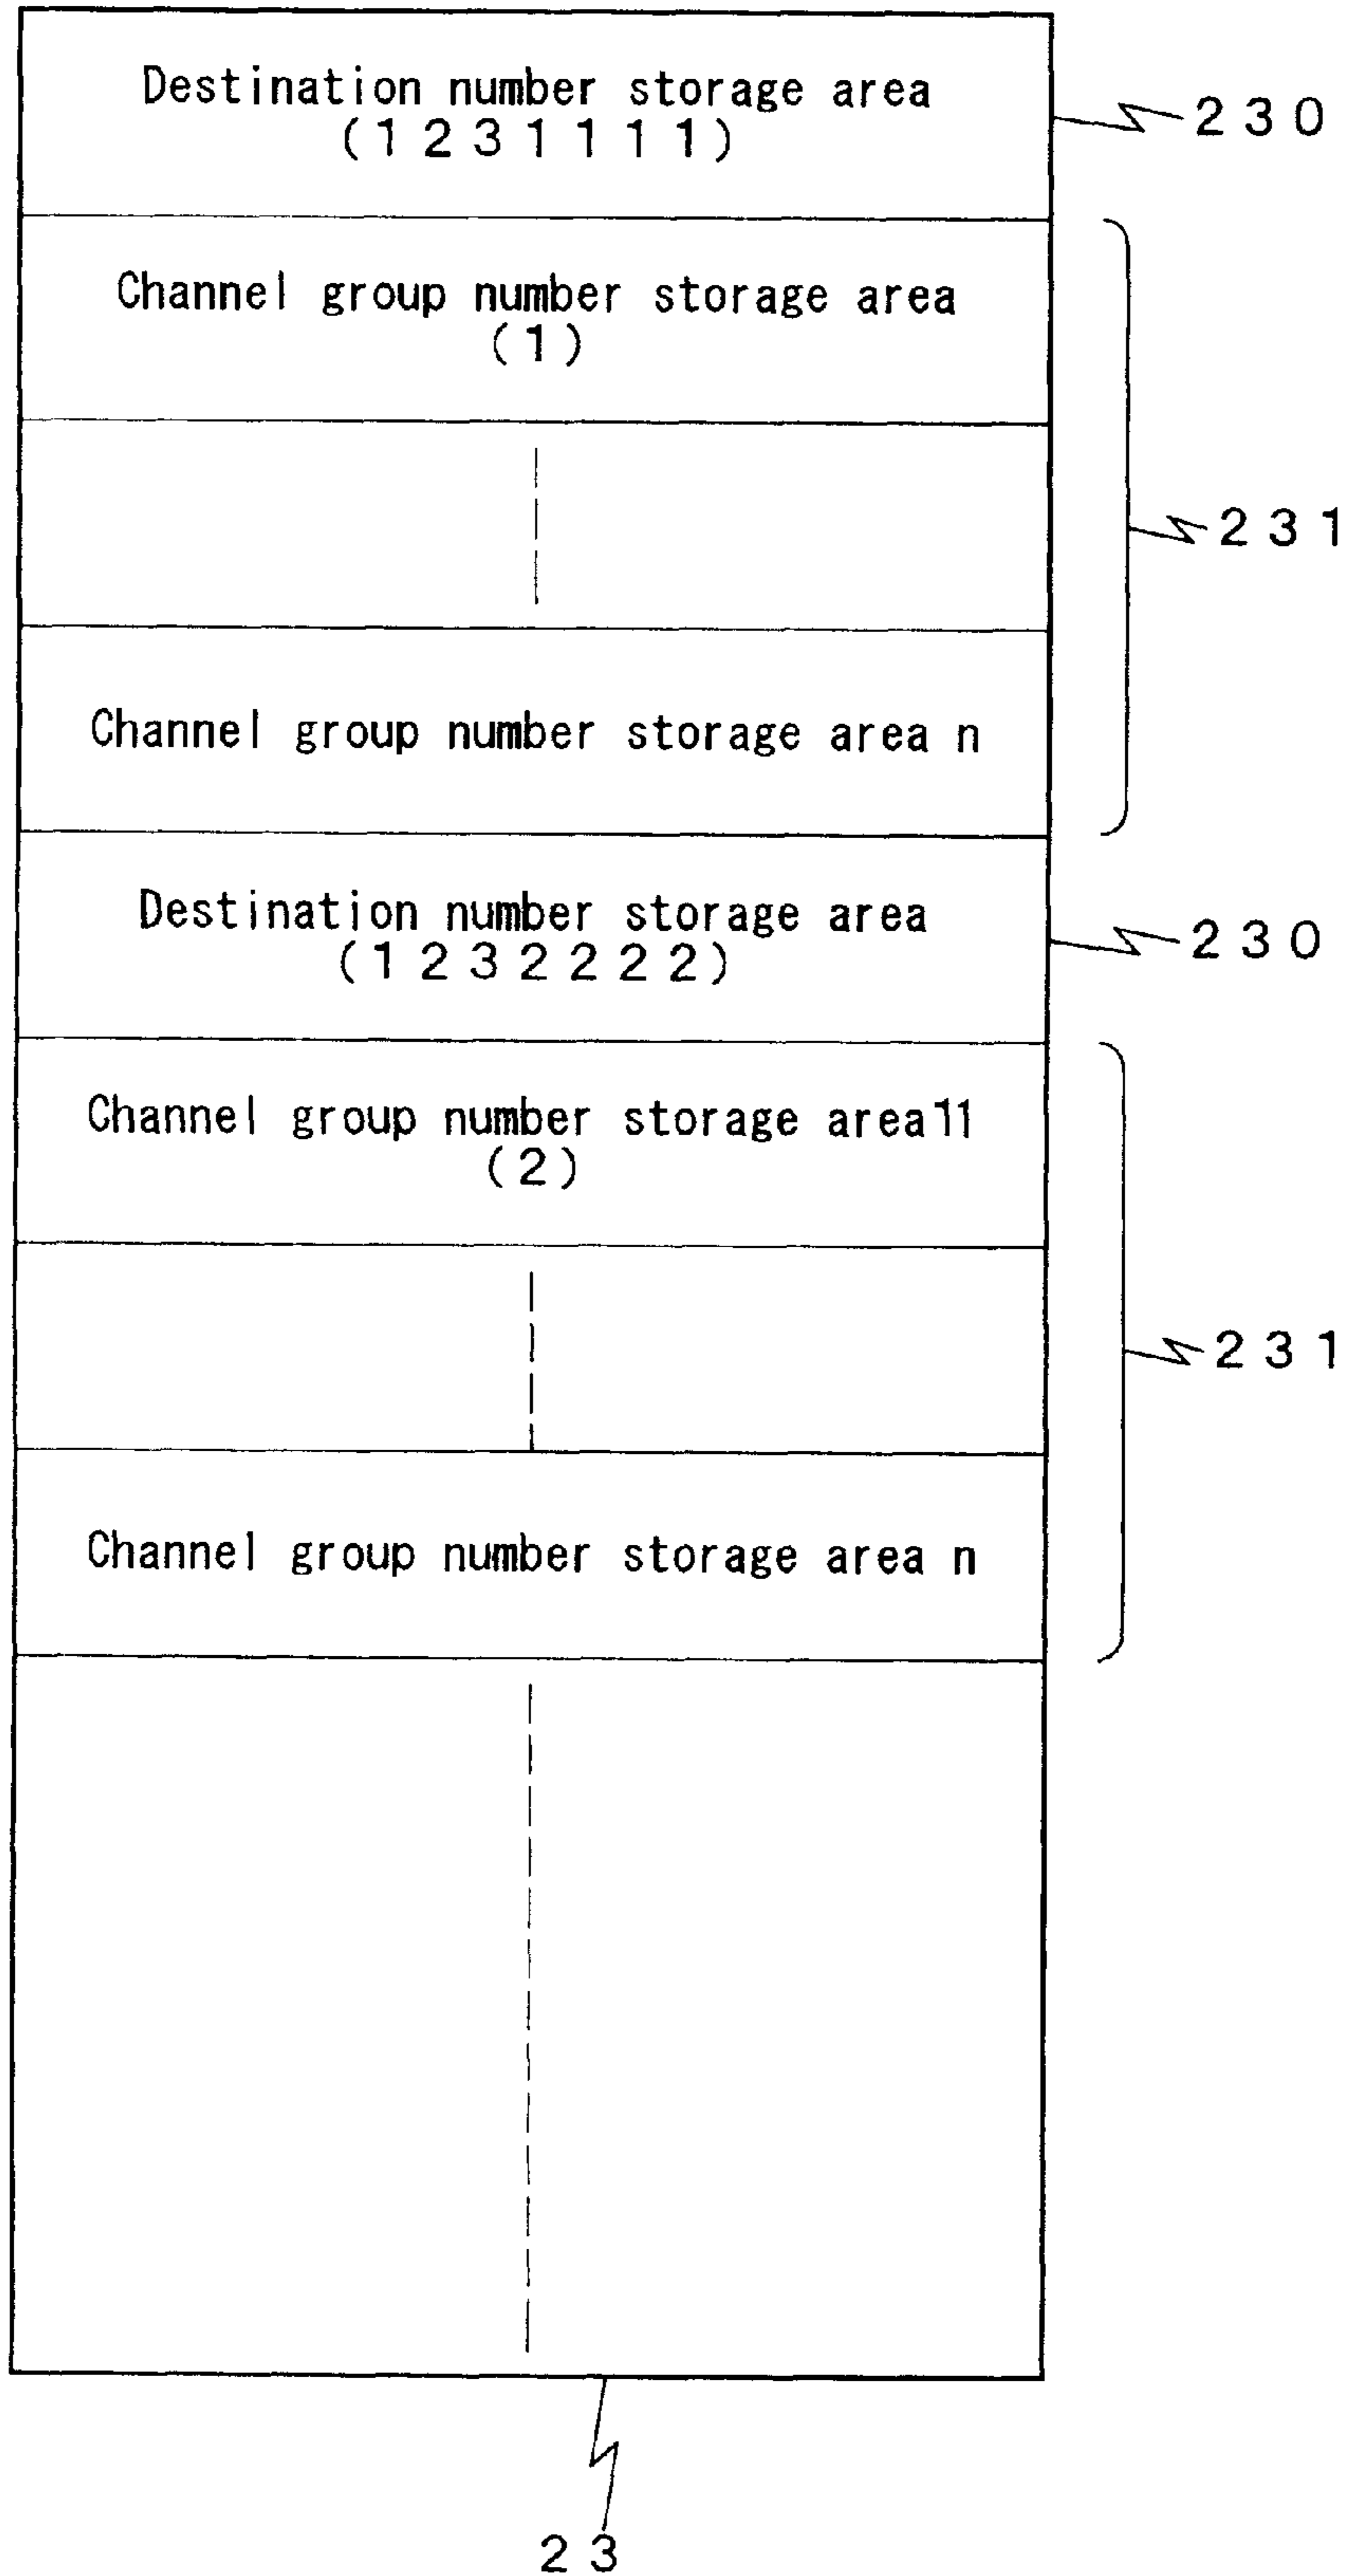 Destination number storage area
(1231111)
230
Channel group number storage area
(1)
231
Channel group number storage area n
Destination number storage area
(1232222)
230
Channel group number storage area11
(2)
231
Channel group number storage area n
23